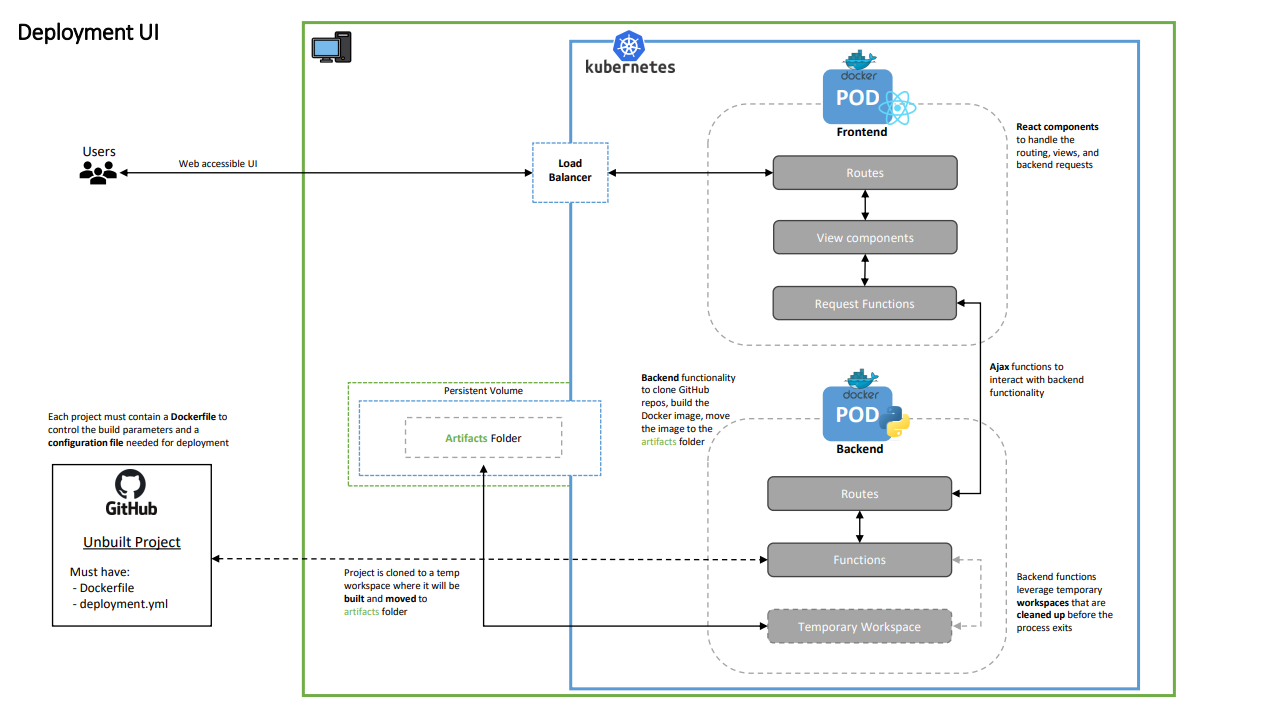 Deployment UI
kubernetes
docker
POD
Frontend
React components
to handle the
routing, views, and
backend requests
Users
Web accessible UI
Load
Balancer
Routes
View components
Request Functions
Ajax functions to
interact with backend
functionality
Backend functionality
to clone GitHub
repos, build the
Docker image, move
the image to the
artifacts folder
docker
POD
Backend
Persistent Volume
Artifacts Folder
Each project must contain a Dockerfile to
control the build parameters and a
configuration file needed for deployment
GitHub
Unbuilt Project
Must have:
- Dockerfile
- deployment.yml
Routes
Functions
Temporary Workspace
Project is cloned to a temp
workspace where it will be
built and moved to
artifacts folder
Backend functions
leverage temporary
workspaces that are
cleaned up before the
process exits